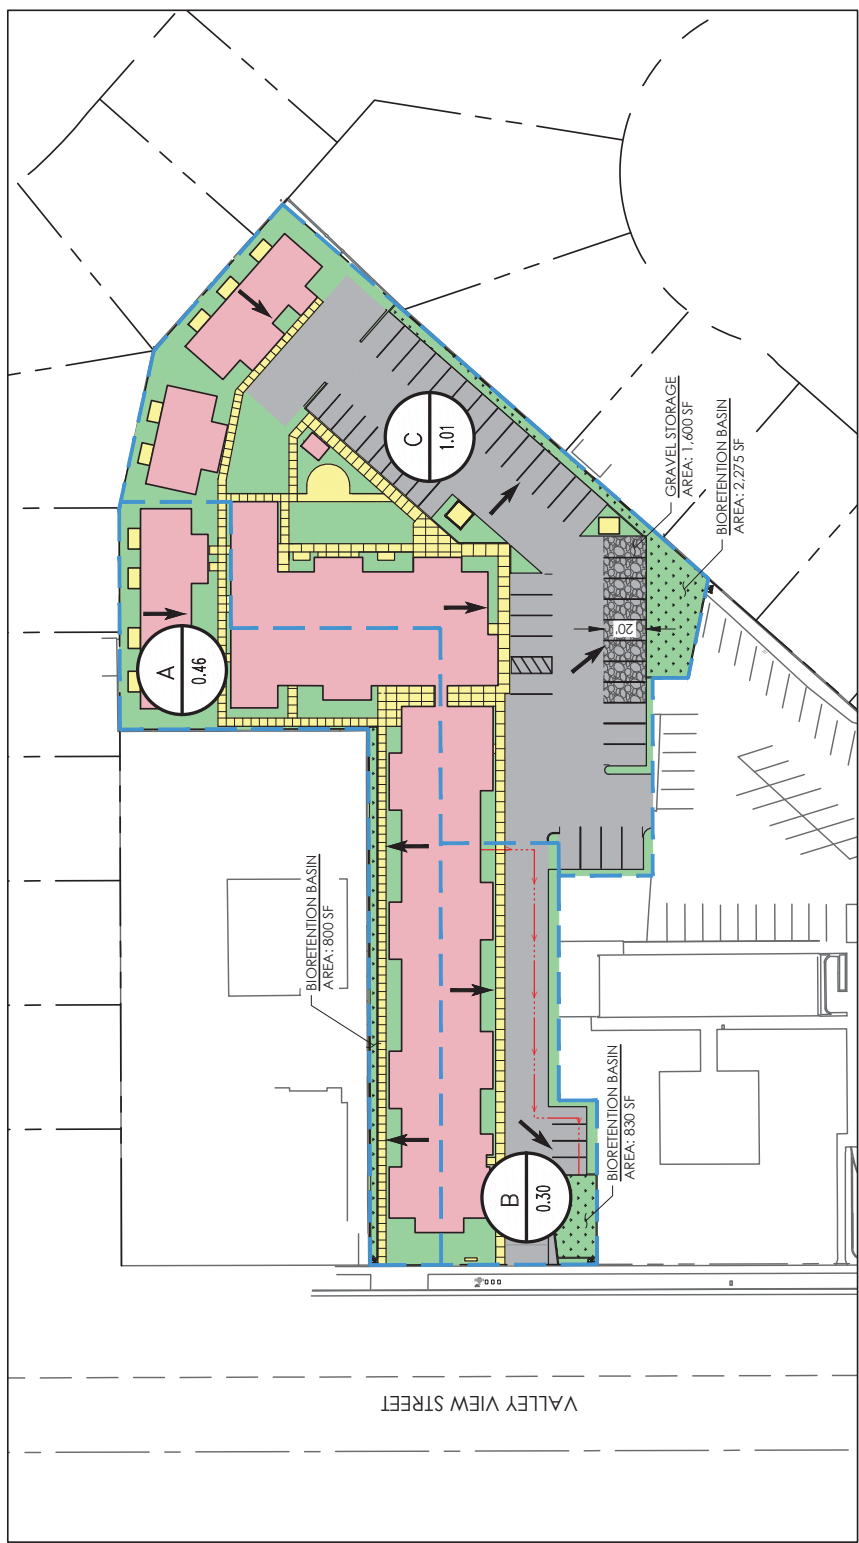 A
0.46
C
1.01
GRAVEL STORAGE
AREA: 1,600 SF
BIORETENTION BASIN
AREA: 2,275 SF
20'
BIORETENTION BASIN
AREA: 800 SF
B
0.30
BIORETENTION BASIN
AREA: 830 SF
VALLEY VIEW STREET